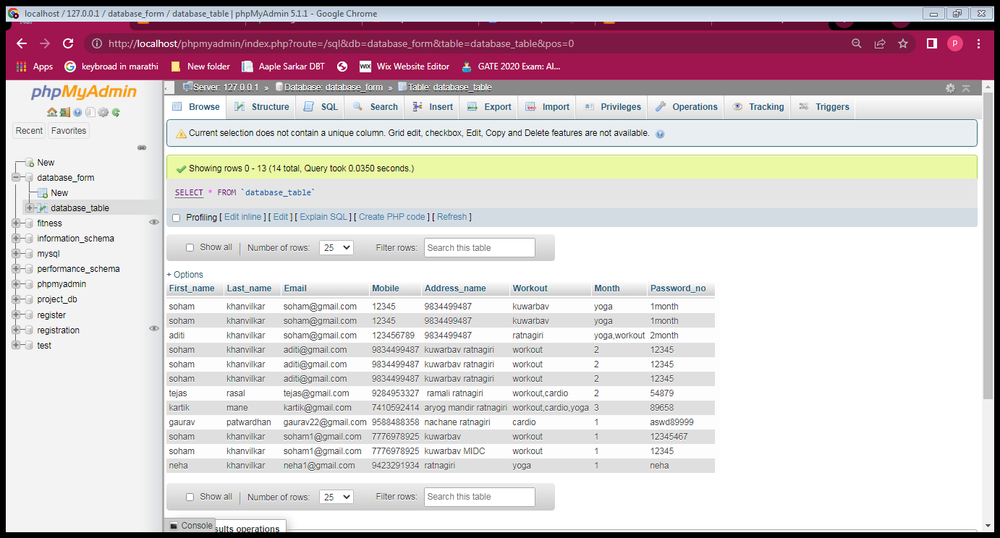 localhost / 127.0.0.1 / database_form / database_table | phpMyAdmin 5.1.1 - Google Chrome
http://localhost/phpmyadmin/index.php?route=/sql&db=database_form&table=database_table&pos=0
P
Apps keybroad in marathi New folder Aaple Sarkar DBT WIX Wix Website Editor GATE 2020 Exam: Al...
phpMyAdmin
Recent Favorites
New
database_form
New
database_table
fitness
information_schema
mysql
performance_schema
phpmyadmin
project_db
register
registration
test
Server: 127.0.0.1 » Database: database_form » Table: database_table
Browse Structure SQL Search Insert Export Import Privileges Operations Tracking Triggers
Current selection does not contain a unique column. Grid edit, checkbox, Edit, Copy and Delete features are not available.
Showing rows 0 - 13 (14 total, Query took 0.0350 seconds.)
SELECT * FROM `database_table`
Profiling [ Edit inline ] [ Edit ] [ Explain SQL ] [ Create PHP code ] [ Refresh ]
Show all | Number of rows: 25 Filter rows: Search this table
+ Options
First_name Last_name Email Mobile Address_name Workout Month Password_no
soham khanvilkar soham@gmail.com 12345 9834499487 kuwarbav yoga 1month
soham khanvilkar soham@gmail.com 12345 9834499487 kuwarbav yoga 1month
aditi khanvilkar soham@gmail.com 123456789 9834499487 ratnagiri yoga,workout 2month
soham khanvilkar aditi@gmail.com 9834499487 kuwarbav ratnagiri workout 2 12345
soham khanvilkar aditi@gmail.com 9834499487 kuwarbav ratnagiri workout 2 12345
soham khanvilkar aditi@gmail.com 9834499487 kuwarbav ratnagiri workout 2 12345
tejas rasal tejas@gmail.com 9284953327 ramali ratnagiri workout,cardio 2 54879
kartik mane kartik@gmail.com 7410592414 aryog mandir ratnagiri workout,cardio,yoga 3 89658
gaurav patwardhan gaurav22@gmail.com 9588488358 nachane ratnagiri cardio 1 aswd89999
soham khanvilkar soham1@gmail.com 7776978925 kuwarbav workout 1 12345467
soham khanvilkar soham1@gmail.com 7776978925 kuwarbav MIDC workout 1 12345
neha khanvilkar neha1@gmail.com 9423291934 ratnagiri yoga 1 neha
Show all | Number of rows: 25 Filter rows: Search this table
Console sults operations